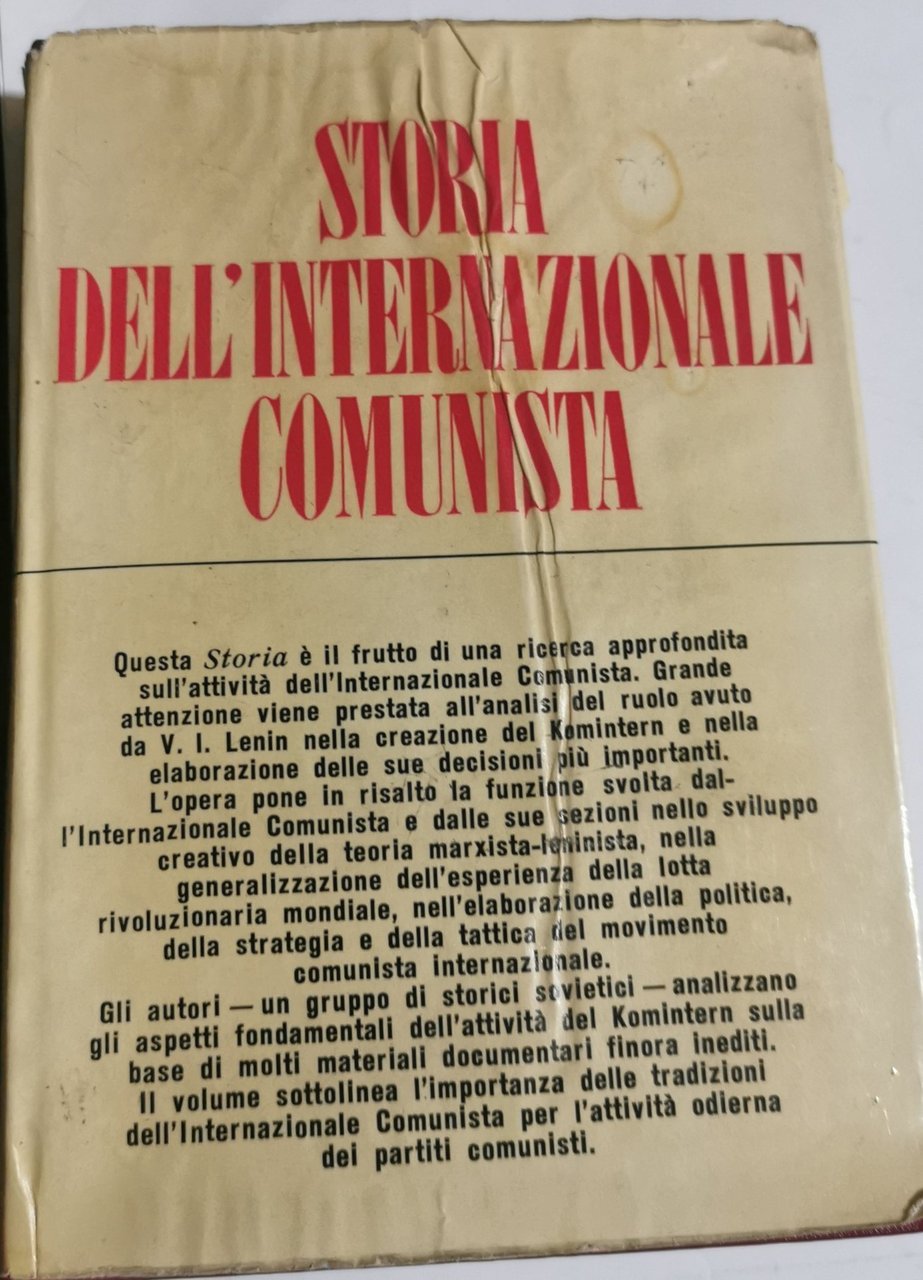 STORIA
DELL'INTERNAZIONALE
COMUNISTA
Questa Storia è il frutto di una ricerca approfondita
sull'attività dell'Internazionale Comunista. Grande
attenzione viene prestata all'analisi del ruolo avuto
da V. I. Lenin nella creazione del Komintern e nella
elaborazione delle sue decisioni più importanti.
L'opera pone in risalto la funzione svolta dal-
l'Internazionale Comunista e dalle sue sezioni nello sviluppo
creativo della teoria marxista-leninista, nella
generalizzazione dell'esperienza della lotta
rivoluzionaria mondiale, nell'elaborazione della politica,
della strategia e della tattica del movimento
comunista internazionale.
Gli autori — un gruppo di storici sovietici — analizzano
gli aspetti fondamentali dell'attività del Komintern sulla
base di molti materiali documentari finora inediti.
Il volume sottolinea l'importanza delle tradizioni
dell'Internazionale Comunista per l'attività odierna
dei partiti comunisti.